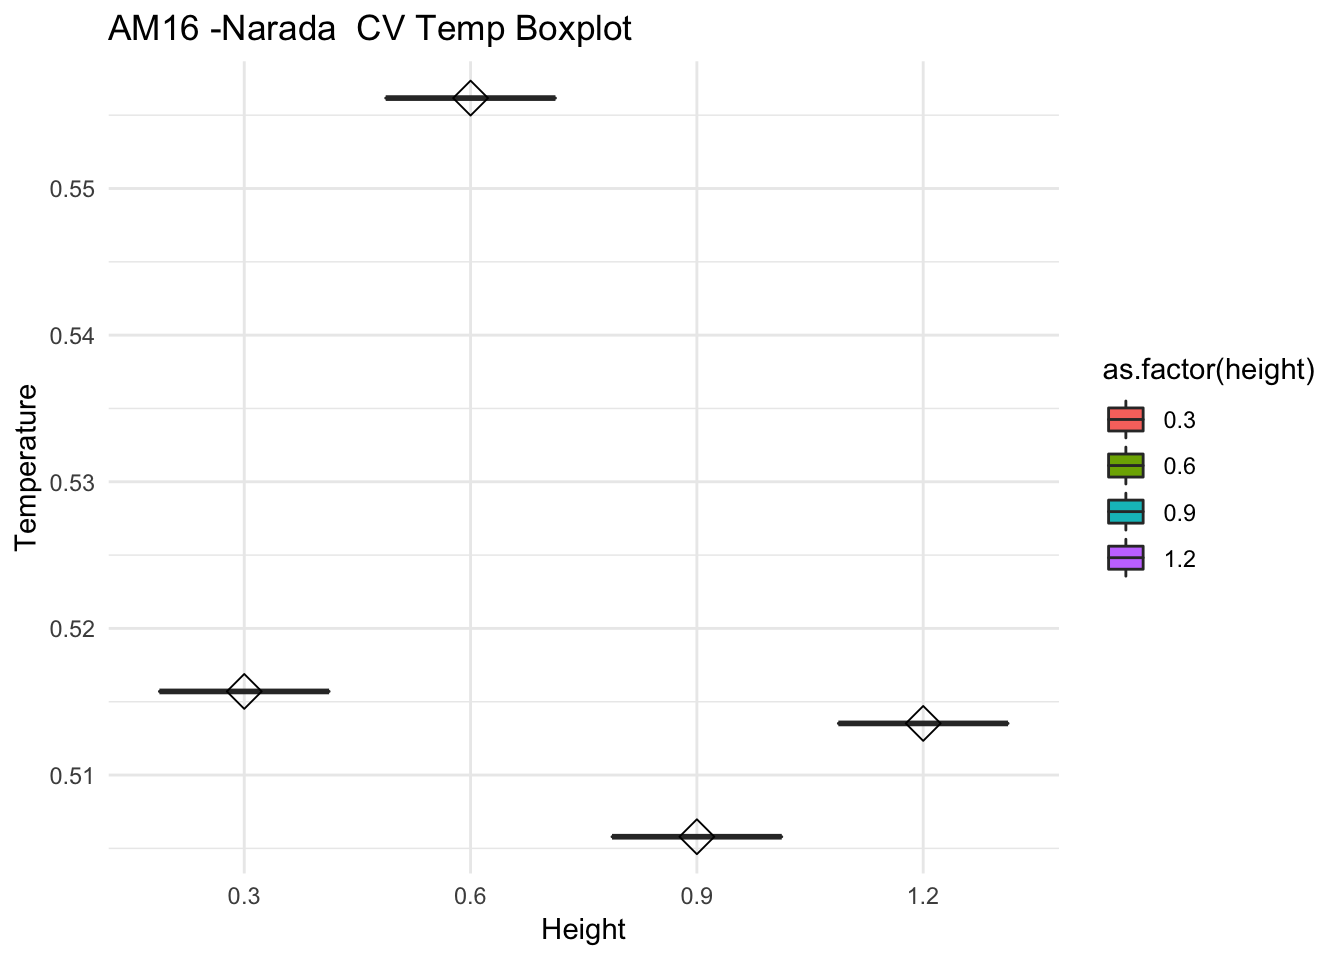 AM16 -Narada  CV Temp Boxplot
0.55
0.54
0.53
0.52
0.51
Temperature
0.3 0.6 0.9 1.2
Height
as.factor(height)
0.3
0.6
0.9
1.2